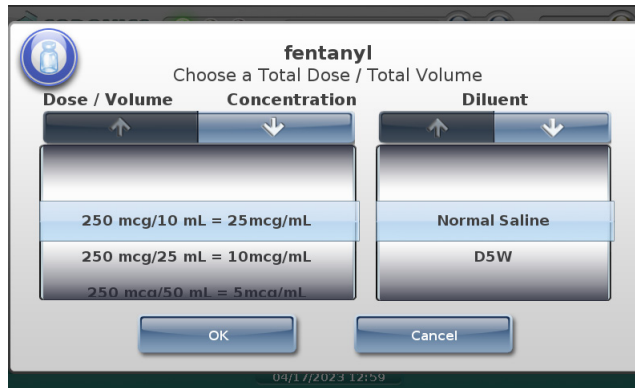 fentanyl
Choose a Total Dose / Total Volume
Dose / Volume Concentration Diluent
250 mcg/10 mL = 25mcg/mL Normal Saline
250 mcg/25 mL = 10mcg/mL D5W
250 mcg/50 mL = 5mcg/mL
OK Cancel
04/17/2023 12:59